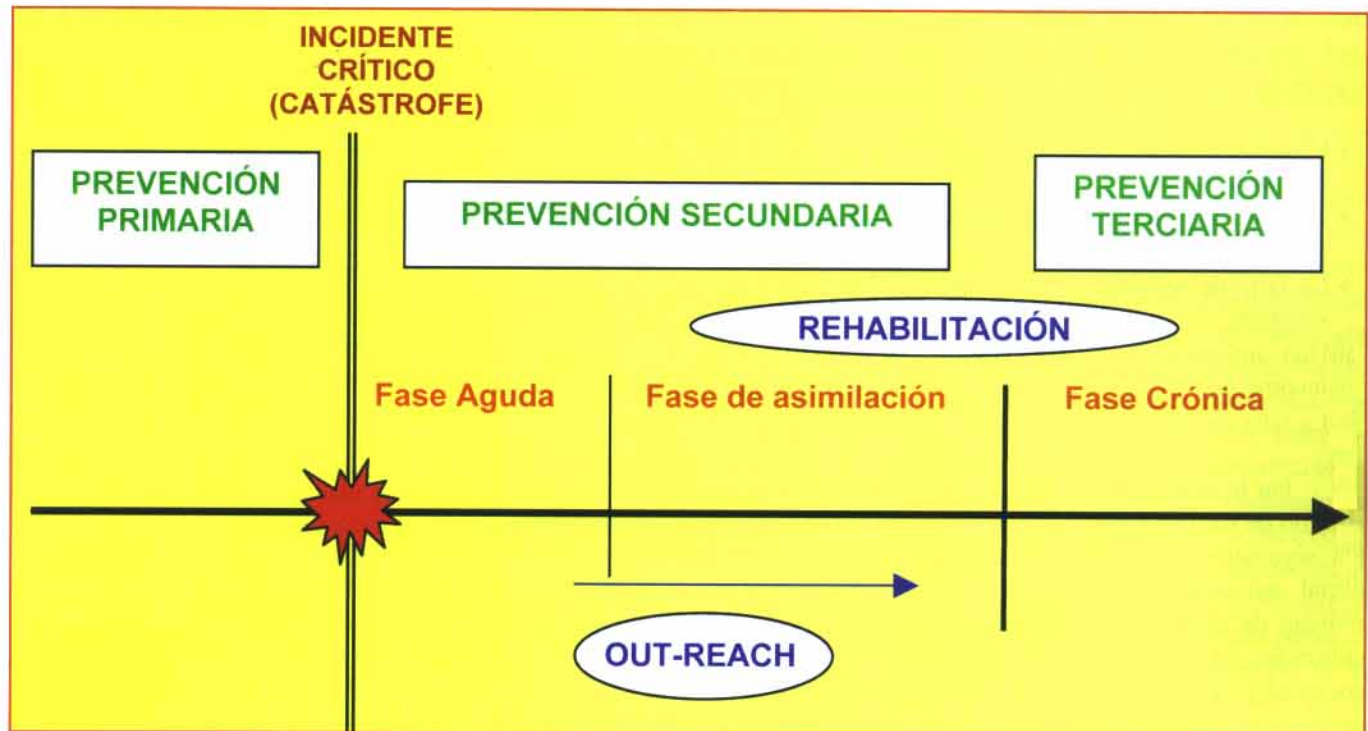 INCIDENTE
CRÍTICO
(CATÁSTROFE)
PREVENCIÓN
PRIMARIA
PREVENCIÓN SECUNDARIA
PREVENCIÓN
TERCIARIA
REHABILITACIÓN
Fase Aguda
Fase de asimilación
Fase Crónica
OUT-REACH